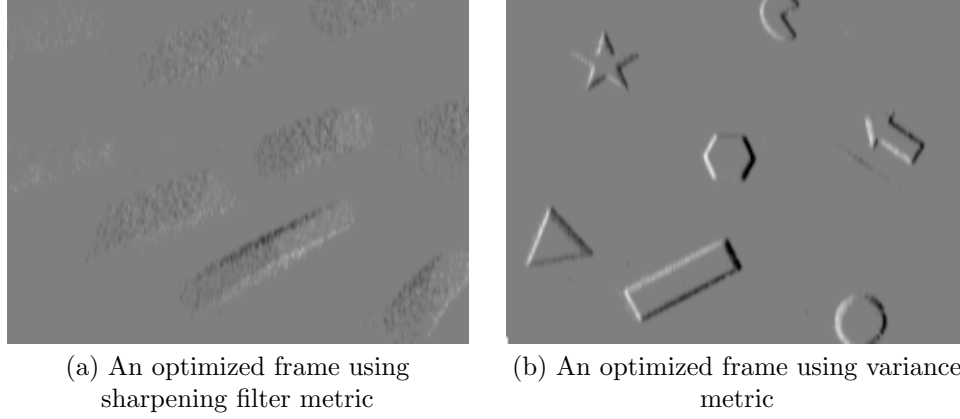 (a) An optimized frame using
sharpening filter metric
(b) An optimized frame using variance
metric